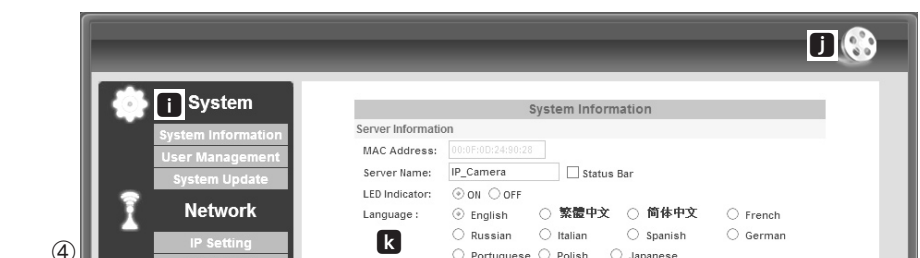 j
i System
System Information
User Management
System Update
Network
IP Setting
System Information
Server Information
MAC Address: 00:0F:0D:24:90:28
Server Name: IP_Camera Status Bar
LED Indicator: ON OFF
Language : English 繁體中文 简体中文 French
k Russian Italian Spanish German
Portuguese Polish Japanese
④